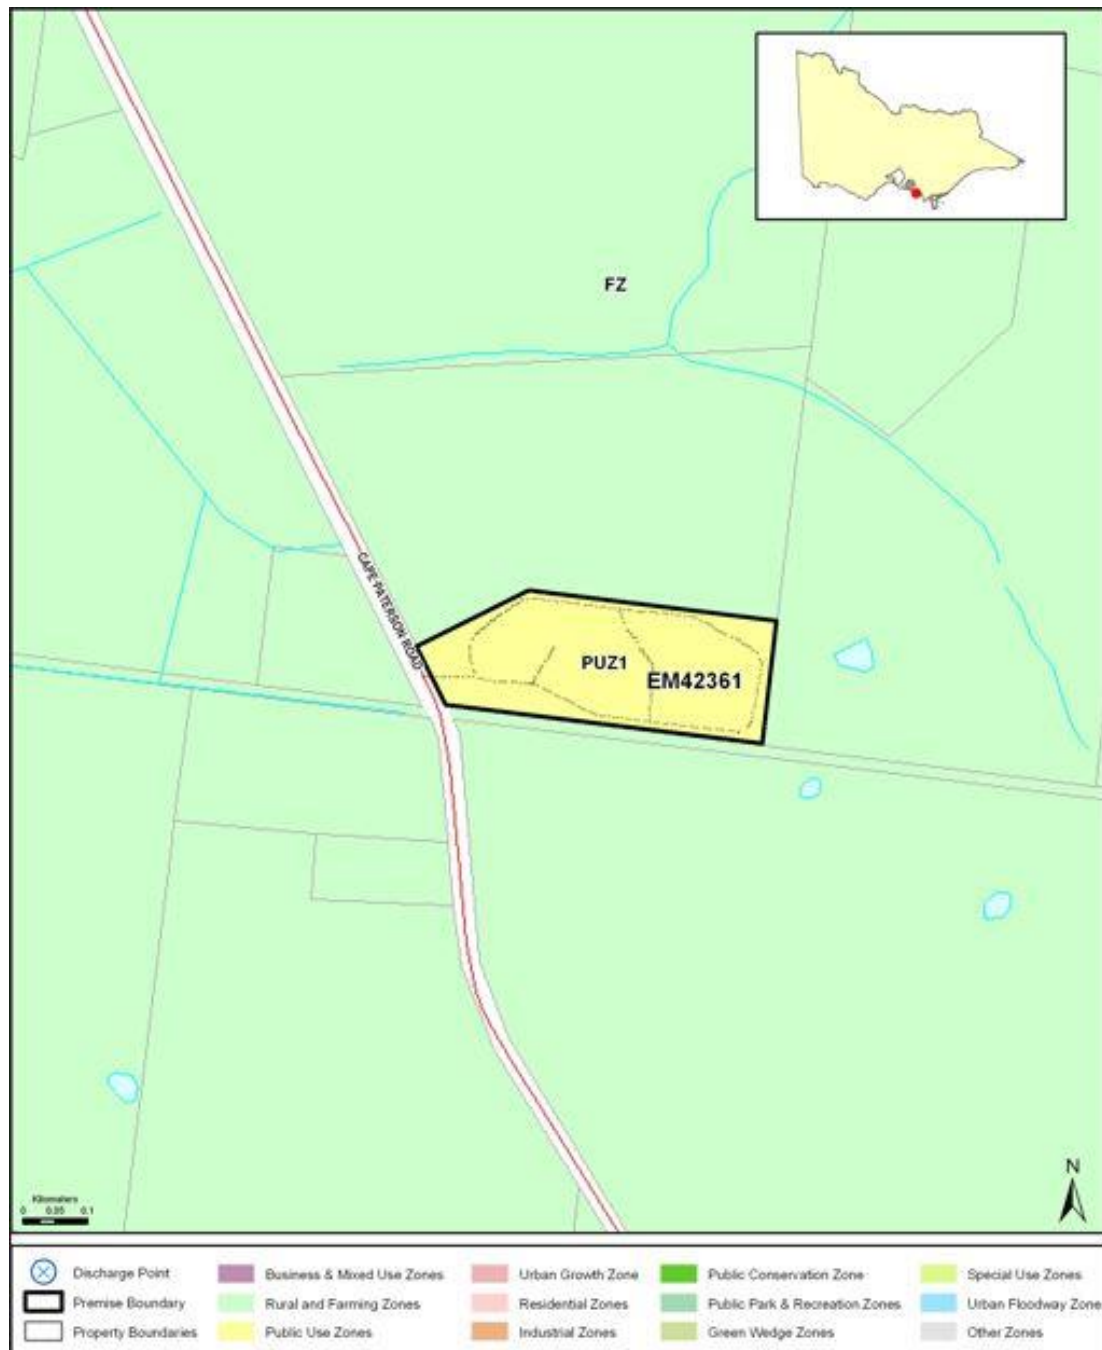 FZ
CAPE PATERSON ROAD
PUZ1
EM42361
N
Kilometers
0 0.05 0.1
Discharge Point
Premise Boundary
Property Boundaries
Business & Mixed Use Zones
Rural and Farming Zones
Public Use Zones
Urban Growth Zone
Residential Zones
Industrial Zones
Public Conservation Zone
Public Park & Recreation Zones
Green Wedge Zones
Special Use Zones
Urban Floodway Zone
Other Zones